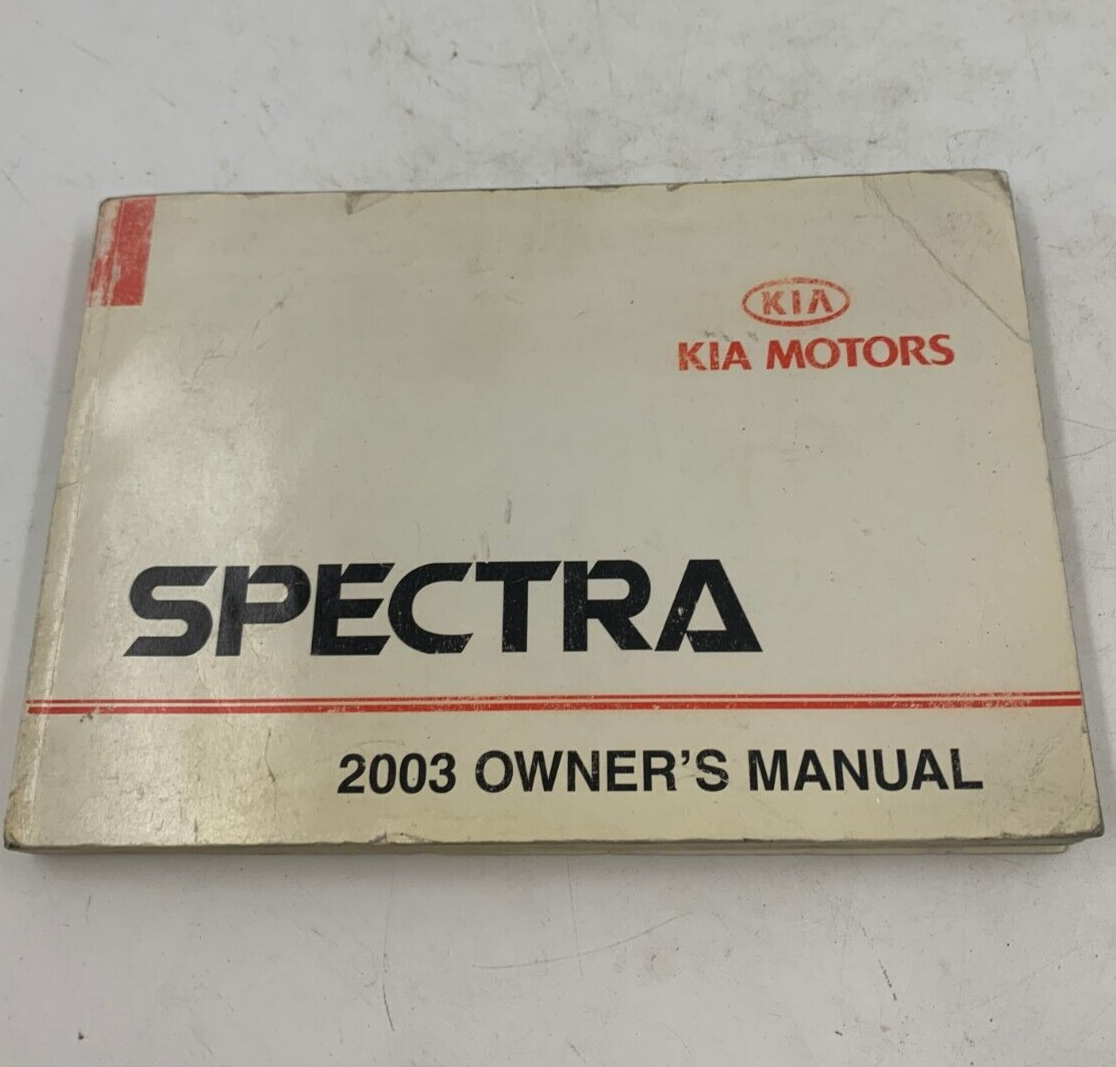 KIA
KIA MOTORS
SPECTRA
2003 OWNER'S MANUAL